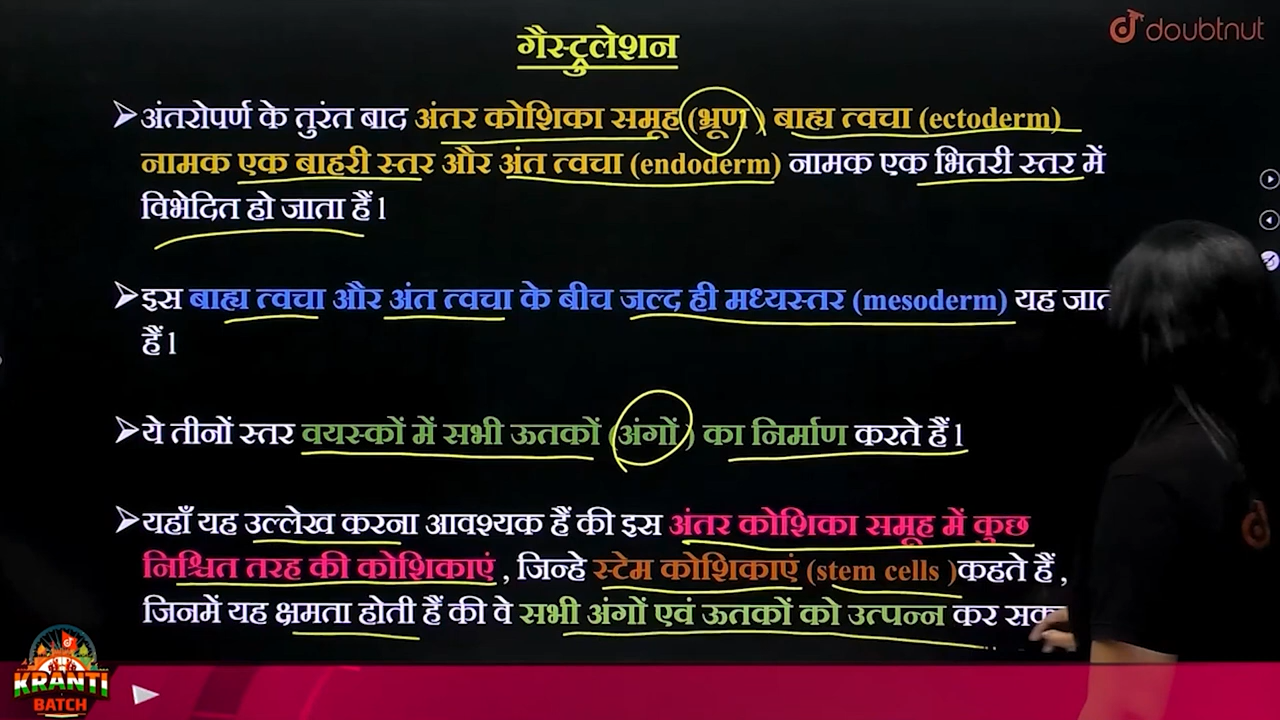 doubtnut
गैस्ट्रुलेशन
अंतरोपर्ण के तुरंत बाद अंतर कोशिका समूह (भ्रूण ) बाह्य त्वचा (ectoderm)
नामक एक बाहरी स्तर और अंत त्वचा (endoderm) नामक एक भितरी स्तर में
विभेदित हो जाता हैं l
इस बाह्य त्वचा और अंत त्वचा के बीच जल्द ही मध्यस्तर (mesoderm) यह
हैं l
ये तीनों स्तर वयस्कों में सभी ऊतकों (अंगों ) का निर्माण करते हैं l
यहाँ यह उल्लेख करना आवश्यक हैं की इस अंतर कोशिका समूह में कुछ
निश्चित तरह की कोशिकाएं , जिन्हे स्टेम कोशिकाएं (stem cells )कहते हैं ,
जिनमें यह क्षमता होती हैं की वे सभी अंगों एवं ऊतकों को उत्पन्न कर
KRANTI
BATCH